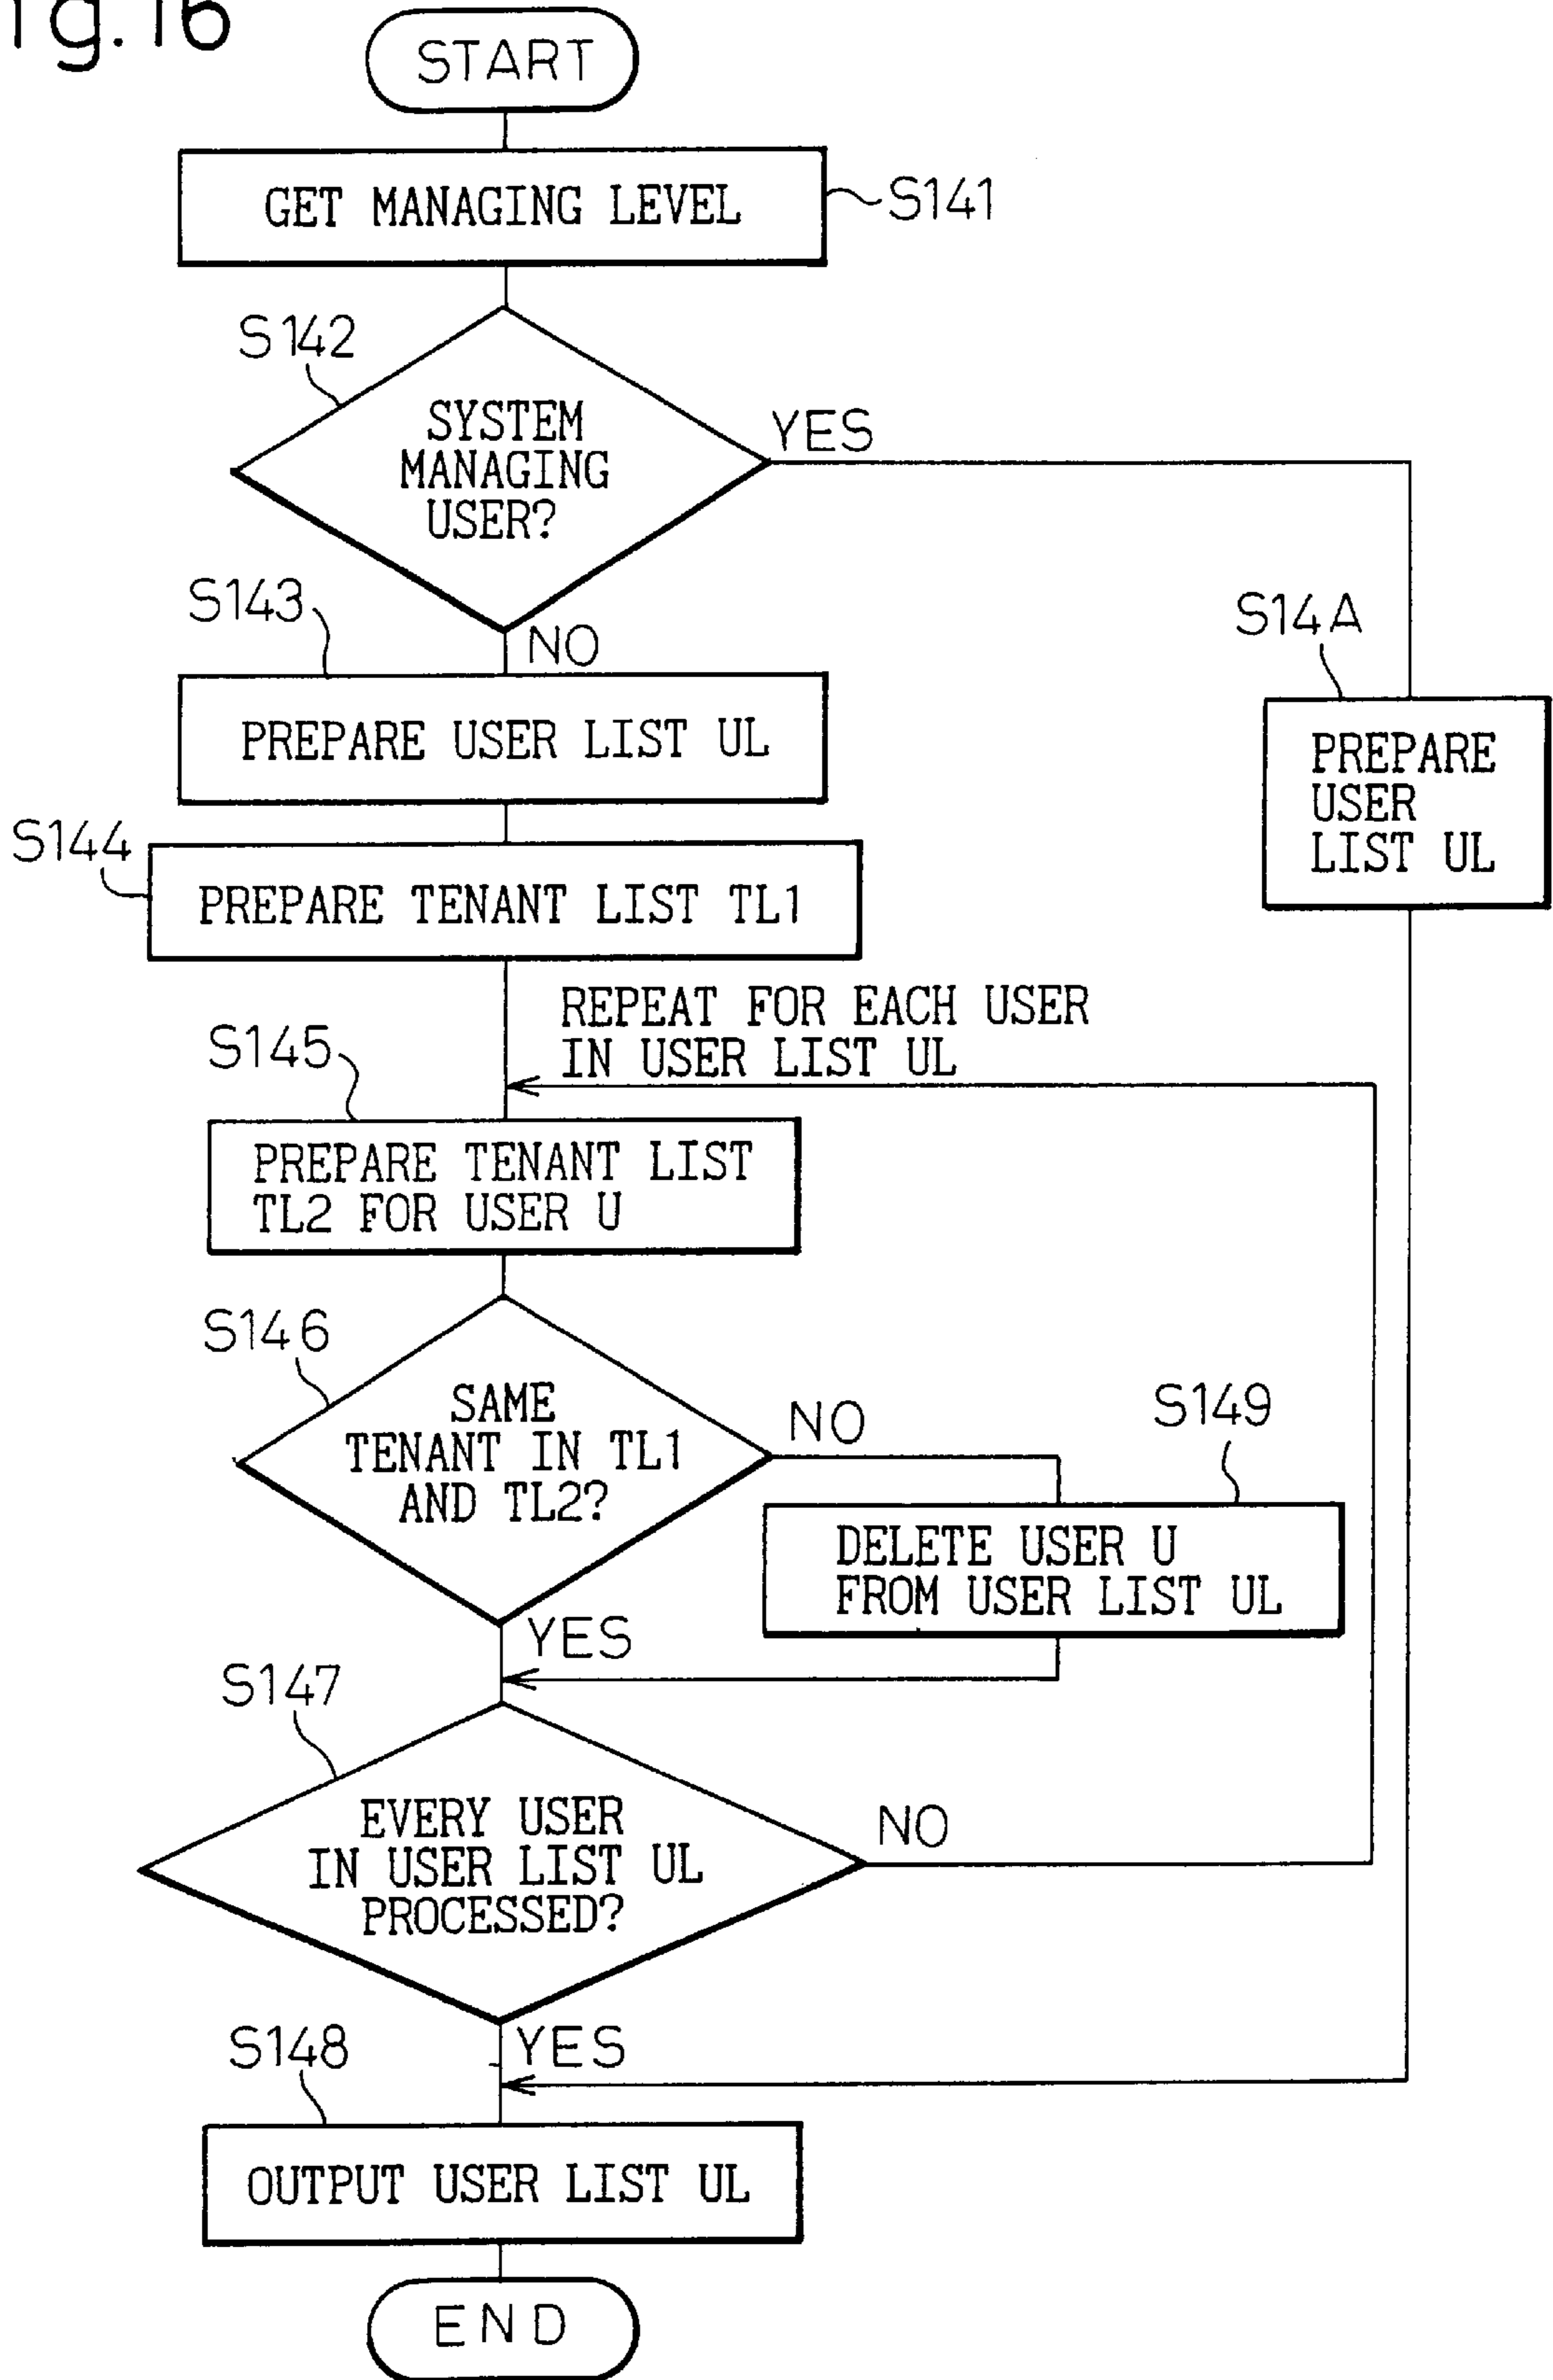 ig. 16
START
GET MANAGING LEVEL
S141
S142
SYSTEM
MANAGING
USER?
YES
S143
NO
S14A
PREPARE USER LIST UL
PREPARE
USER
LIST UL
S144
PREPARE TENANT LIST TL1
REPEAT FOR EACH USER
IN USER LIST UL
S145
PREPARE TENANT LIST
TL2 FOR USER U
S146
SAME
TENANT IN TL1
AND TL2?
NO
S149
DELETE USER U
FROM USER LIST UL
YES
S147
EVERY USER
IN USER LIST UL
PROCESSED?
NO
S148
YES
OUTPUT USER LIST UL
END